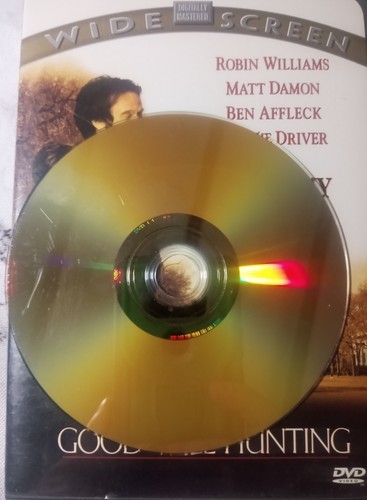 WIDE SCREEN
DIGITALLY
MASTERED
ROBIN WILLIAMS
MATT DAMON
BEN AFFLECK
DRIVER
GOOD HUNTING
DVD
VIDEO